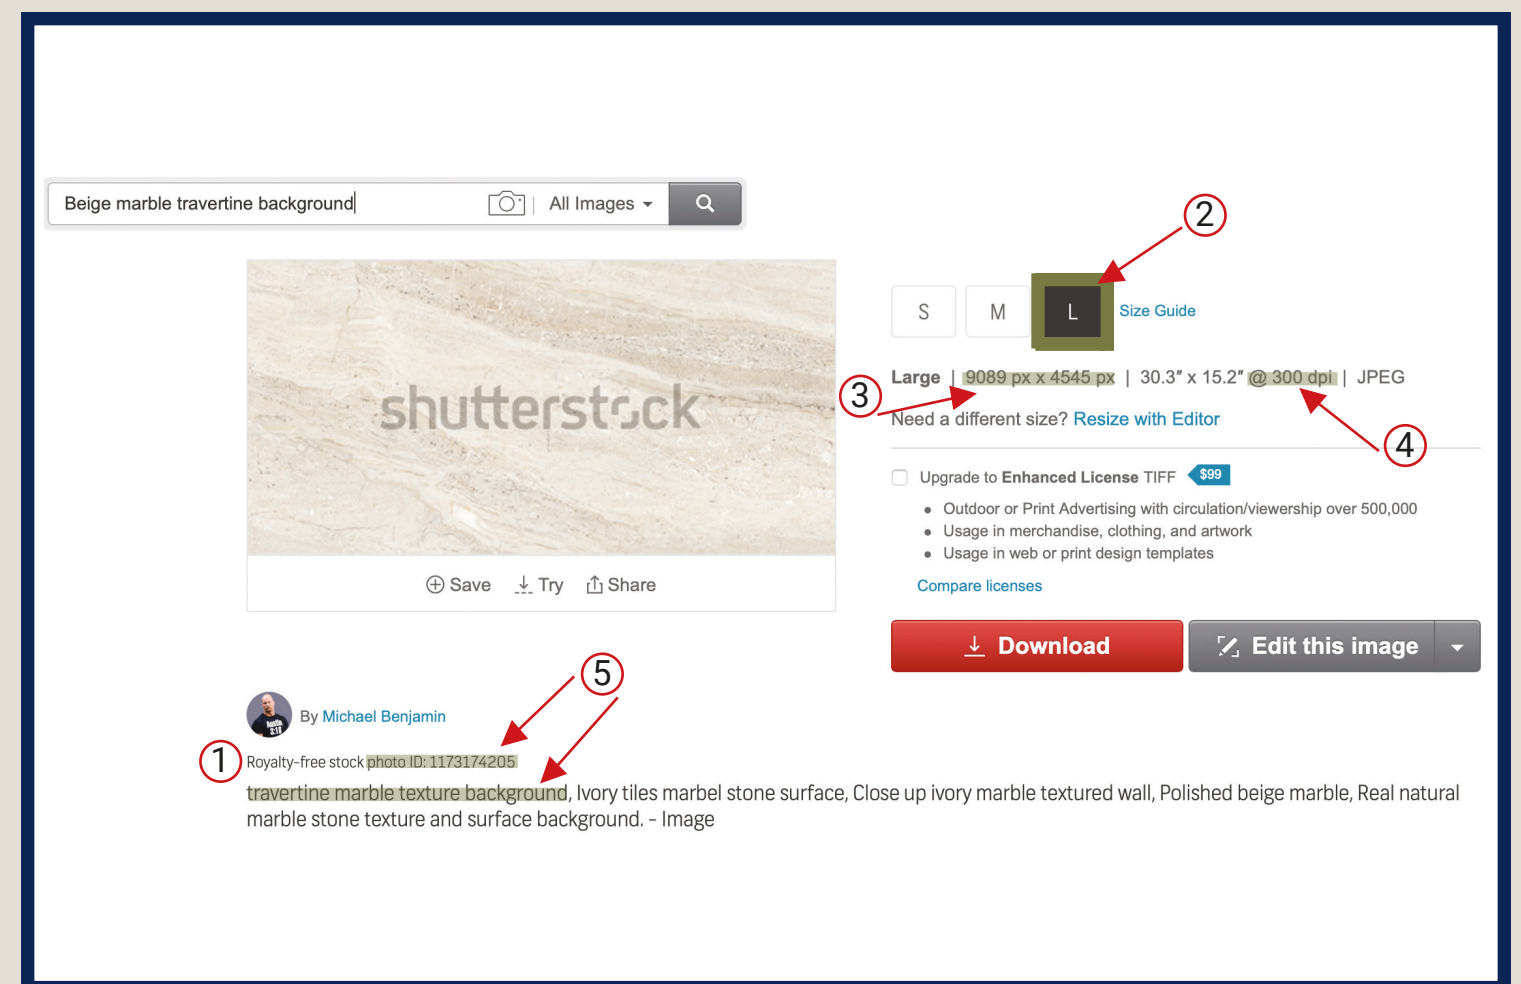 Beige marble travertine background
All Images
2
S M L Size Guide
shutterstock
3
Large | 9089 px x 4545 px | 30.3" x 15.2" @ 300 dpi | JPEG
Need a different size? Resize with Editor
4
Upgrade to Enhanced License TIFF $99
• Outdoor or Print Advertising with circulation/viewership over 500,000
• Usage in merchandise, clothing, and artwork
• Usage in web or print design templates
Compare licenses
Save Try Share
Download
Edit this image
5
Austin
3:16
By Michael Benjamin
1
Royalty-free stock photo ID: 1173174205
travertine marble texture background, Ivory tiles marbel stone surface, Close up ivory marble textured wall, Polished beige marble, Real natural
marble stone texture and surface background. - Image